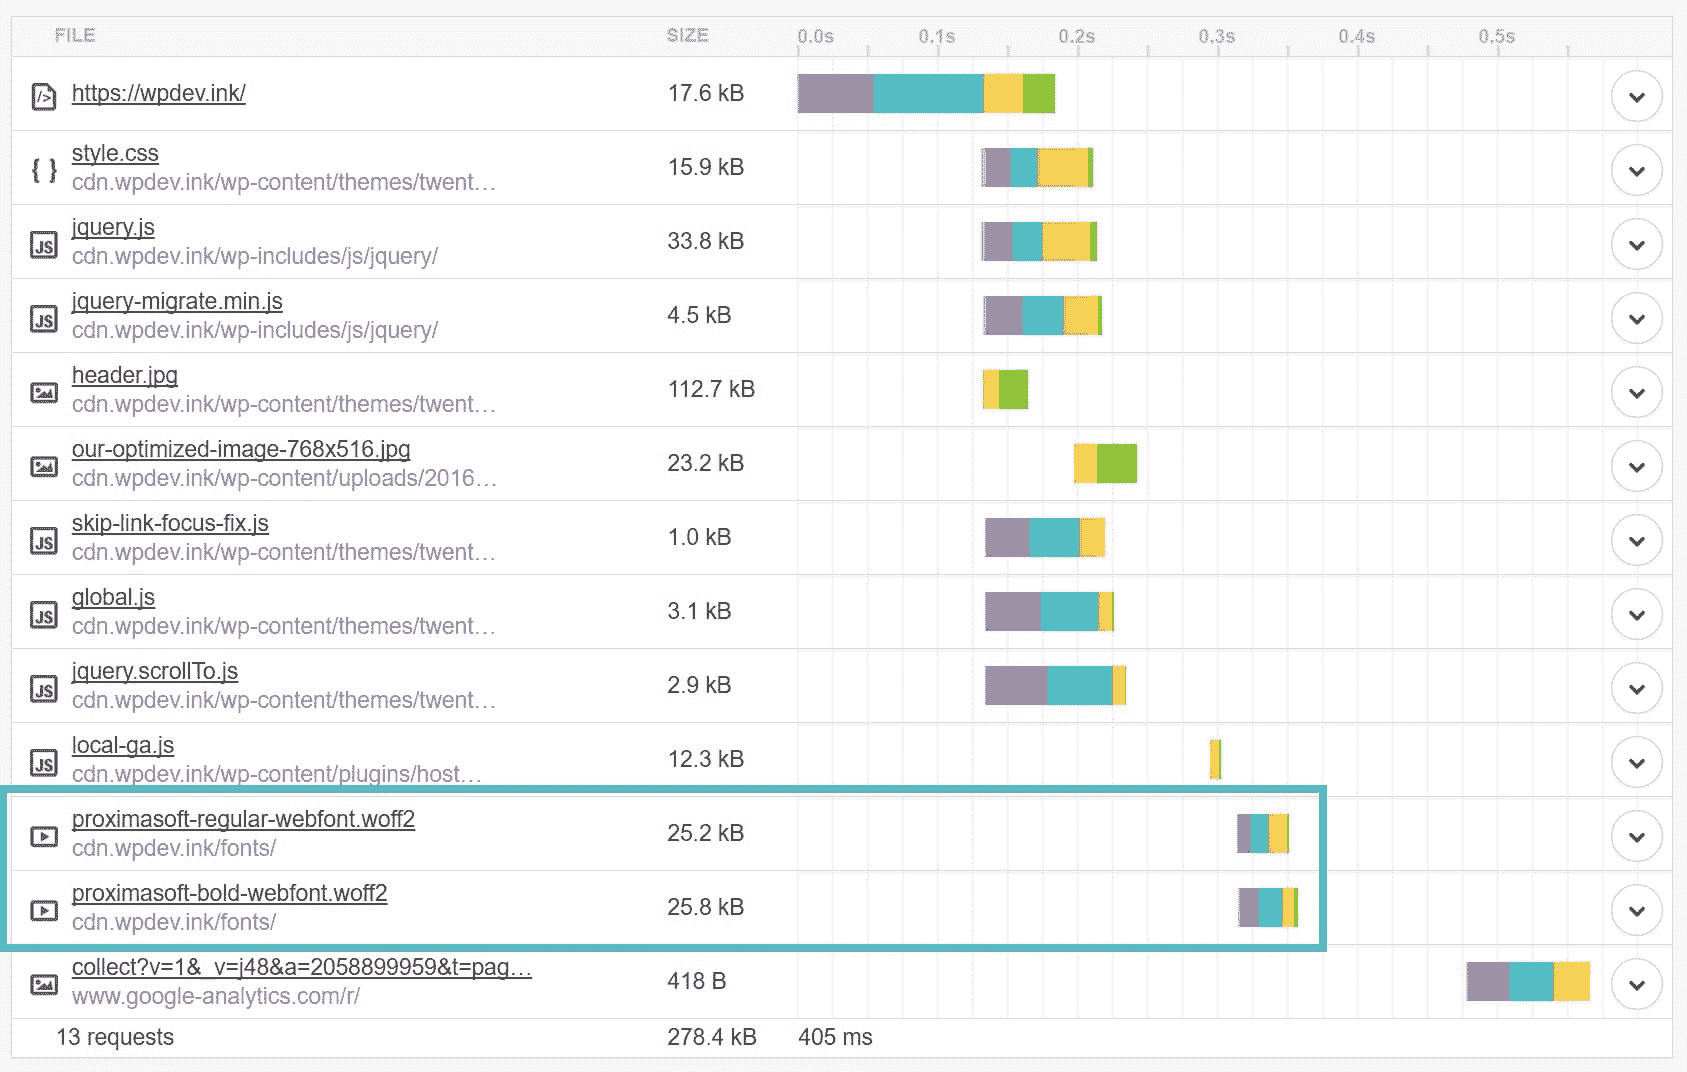 FILE SIZE 0.0s 0.1s 0.2s 0.3s 0.4s 0.5s
https://wpdev.ink/ 17.6 kB
style.css
cdn.wpdev.ink/wp-content/themes/twent... 15.9 kB
jquery.js
cdn.wpdev.ink/wp-includes/js/jquery/ 33.8 kB
jquery-migrate.min.js
cdn.wpdev.ink/wp-includes/js/jquery/ 4.5 kB
header.jpg
cdn.wpdev.ink/wp-content/themes/twent... 112.7 kB
our-optimized-image-768x516.jpg
cdn.wpdev.ink/wp-content/uploads/2016... 23.2 kB
skip-link-focus-fix.js
cdn.wpdev.ink/wp-content/themes/twent... 1.0 kB
global.js
cdn.wpdev.ink/wp-content/themes/twent... 3.1 kB
jquery.scrollTo.js
cdn.wpdev.ink/wp-content/themes/twent... 2.9 kB
local-ga.js
cdn.wpdev.ink/wp-content/plugins/host... 12.3 kB
proximasoft-regular-webfont.woff2
cdn.wpdev.ink/fonts/ 25.2 kB
proximasoft-bold-webfont.woff2
cdn.wpdev.ink/fonts/ 25.8 kB
collect?v=1&_v=j48&a=2058899959&t=pag...
www.google-analytics.com/r/ 418 B
13 requests 278.4 kB 405 ms